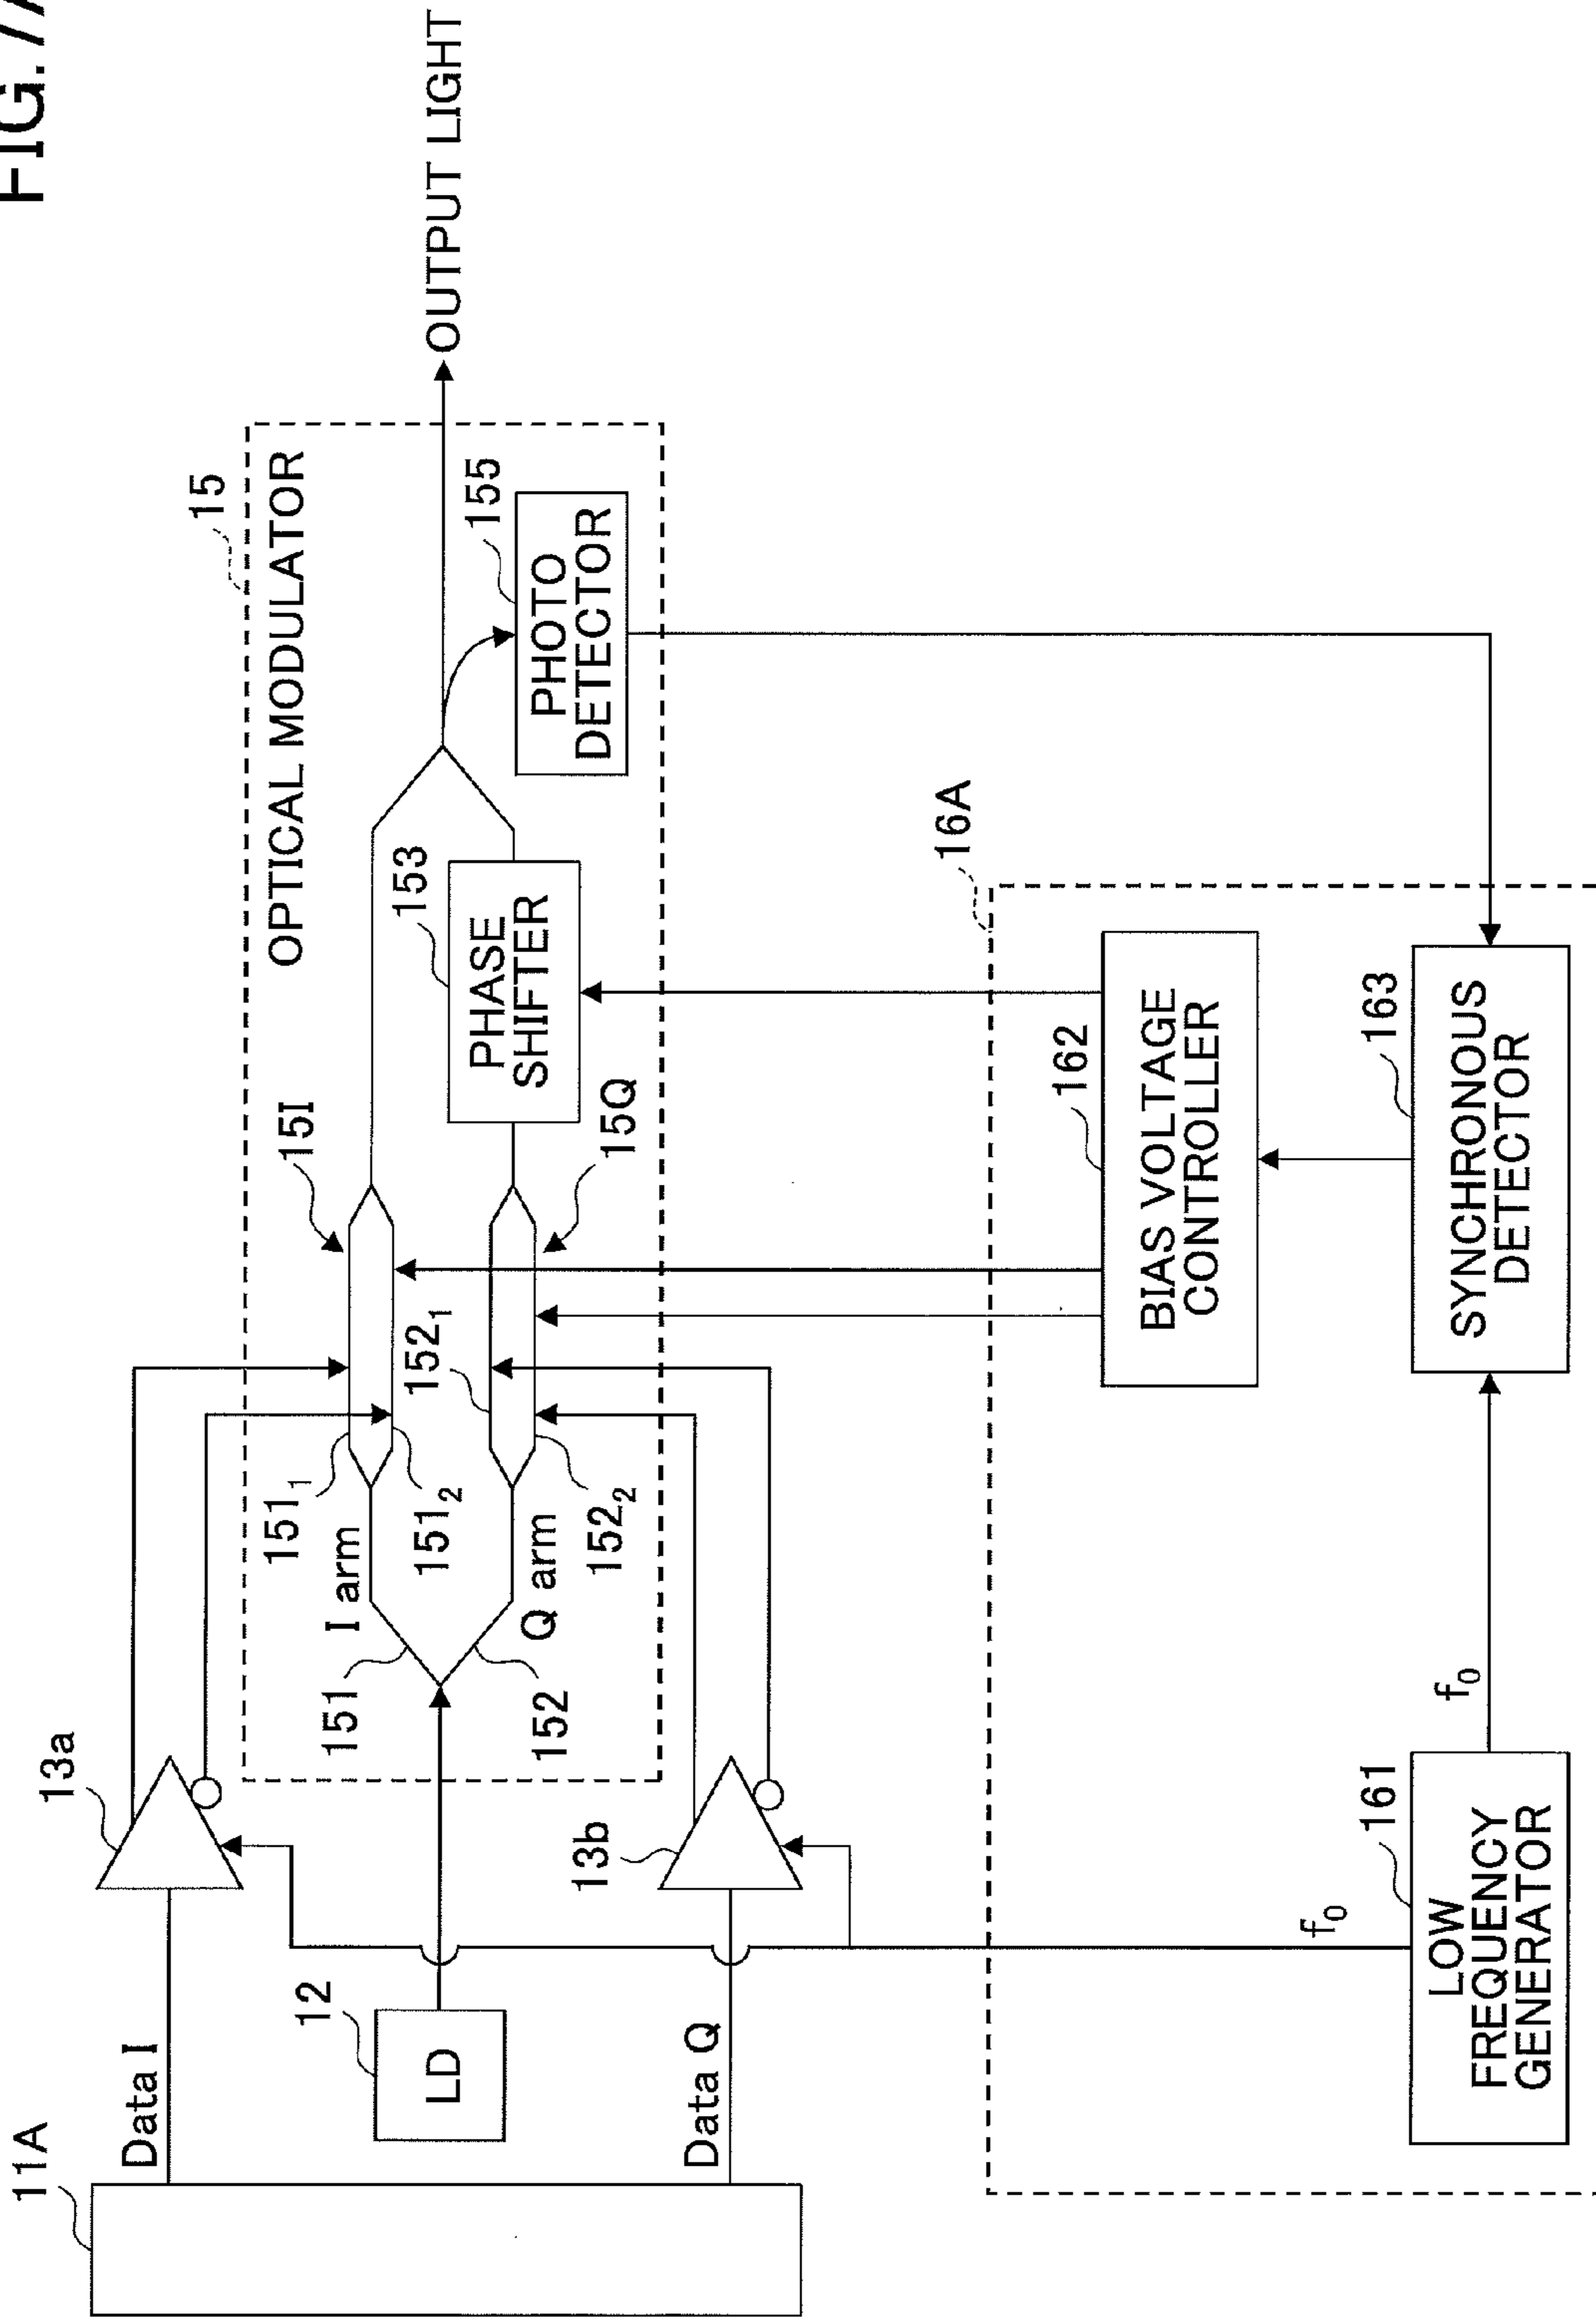 FIG. 7A
11A
Data I
13a
12
LD
Data Q
13b
15
OPTICAL MODULATOR
151
I arm
152
Q arm
151₁
151₂
152₁
152₂
15I
15Q
153
PHASE
SHIFTER
155
PHOTO
DETECTOR
OUTPUT LIGHT
16A
162
BIAS VOLTAGE
CONTROLLER
163
SYNCHRONOUS
DETECTOR
161
LOW
FREQUENCY
GENERATOR
f₀
f₀